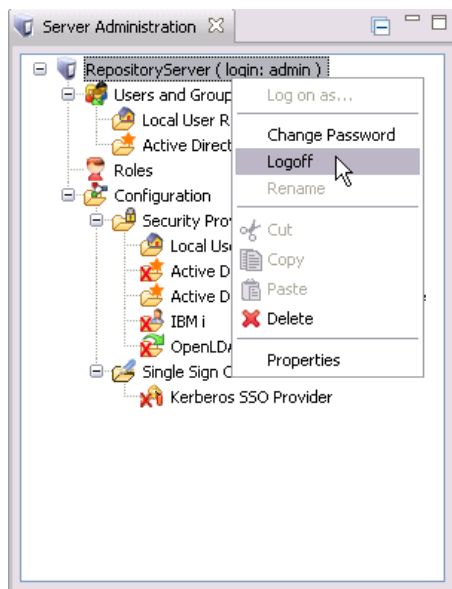 Server Administration
RepositoryServer ( login: admin )
Users and Group
Log on as...
Local User R
Change Password
Active Direct
Logoff
Roles
Rename
Configuration
Security Pro
Cut
Local Use
Copy
Active D
Paste
Active D
IBM i
Delete
OpenLDA
Properties
Single Sign O
Kerberos SSO Provider